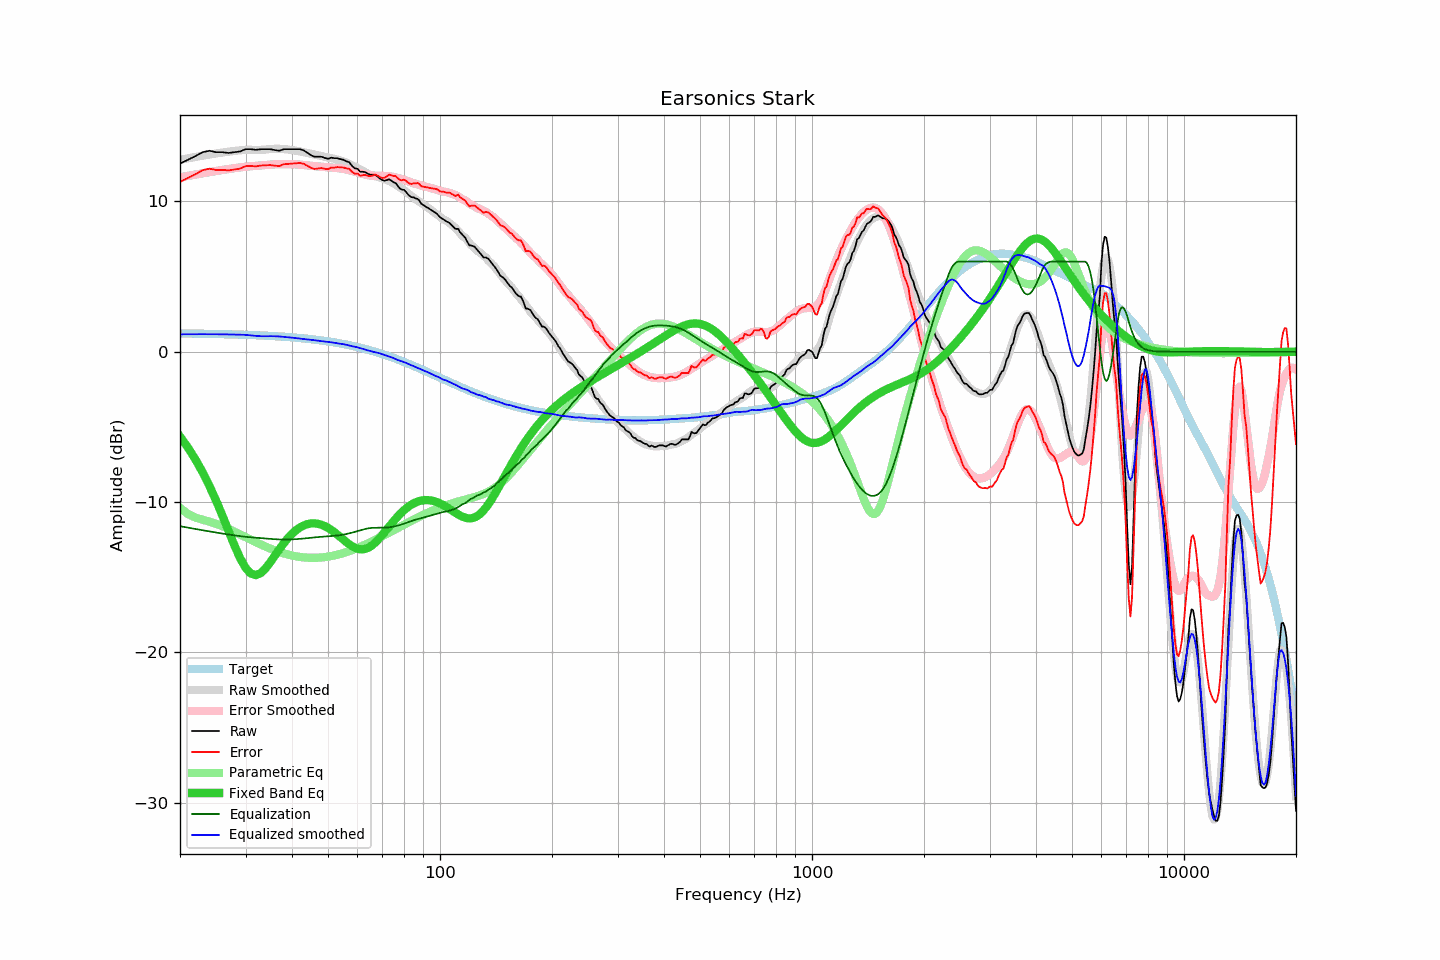 Earsonics Stark
Amplitude (dBr)
10
0
−10
−20
−30
Target
Raw Smoothed
Error Smoothed
Raw
Error
Parametric Eq
Fixed Band Eq
Equalization
Equalized smoothed
100
1000
10000
Frequency (Hz)